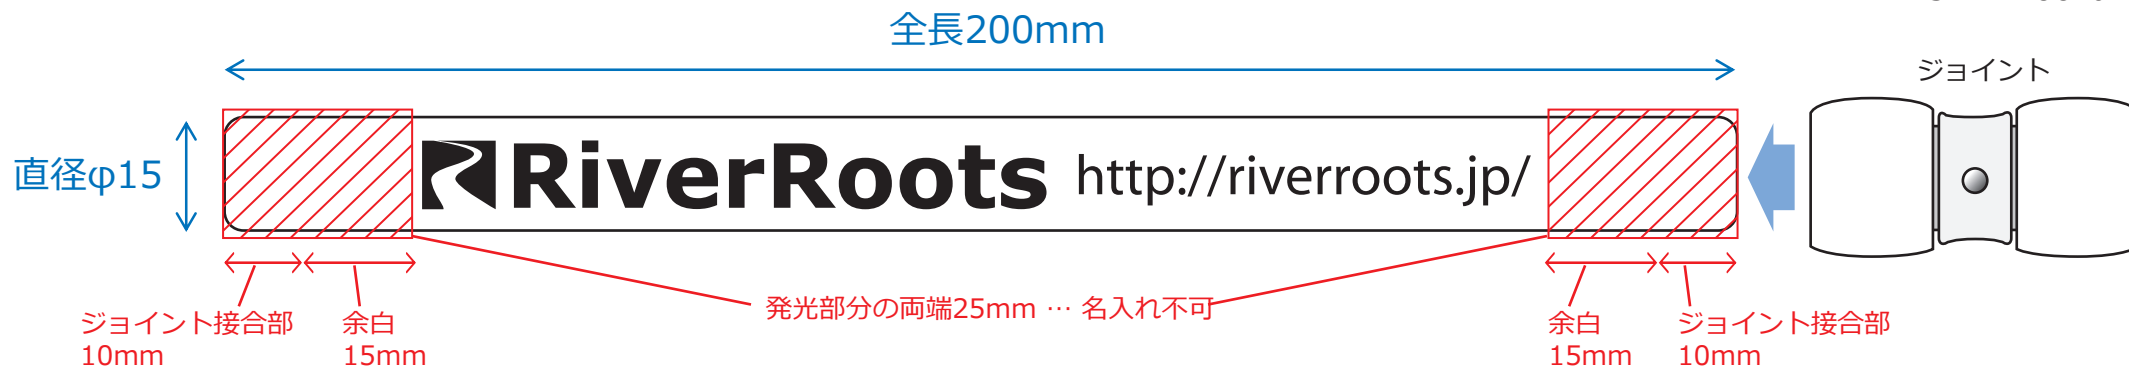 全長200mm
ジョイント
直径φ15
RiverRoots http://riverroots.jp/
発光部分の両端25mm … 名入れ不可
ジョイント接合部
10mm
余白
15mm
余白
15mm
ジョイント接合部
10mm